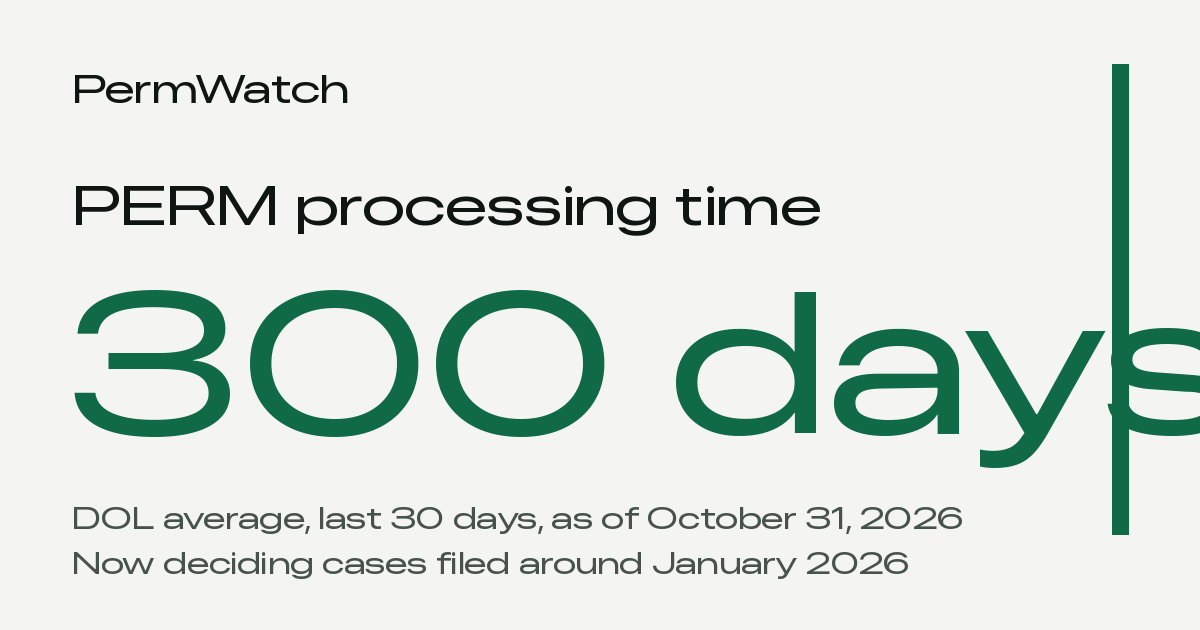 PermWatch
PERM processing time
300 days
DOL average, last 30 days, as of October 31, 2026
Now deciding cases filed around January 2026